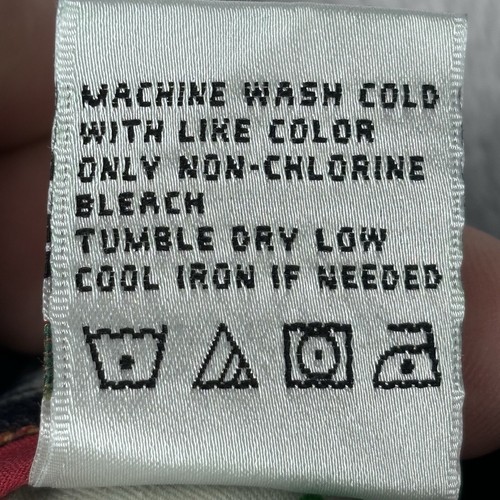 MACHINE WASH COLD
WITH LIKE COLOR
ONLY NON-CHLORINE
BLEACH
TUMBLE DRY LOW
COOL IRON IF NEEDED